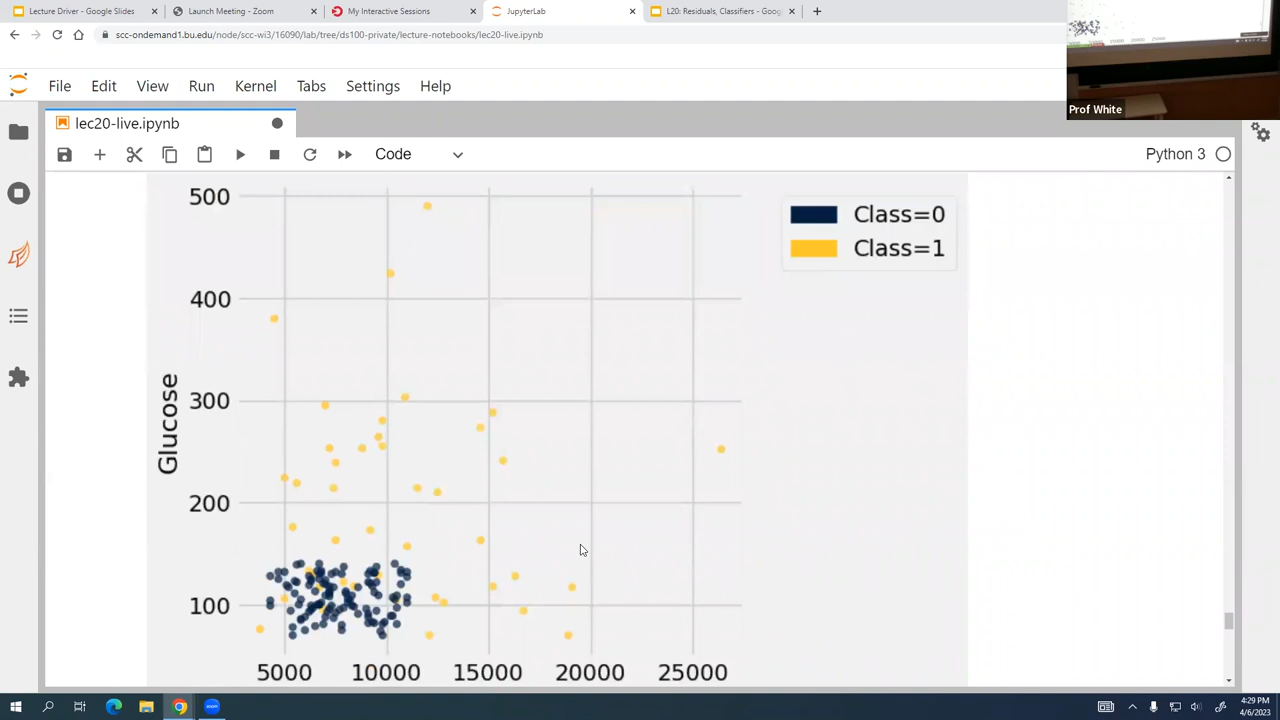 Lecture Driver - Google Slides
Launch Meeting - Zoom
My Interactive Sessions
JupyterLab
L20: Residuals, Classifiers - Goog
scc-ondemand1.bu.edu/node/scc-wi3/16090/lab/tree/ds100-private/lecture-notebooks/lec20-live.ipynb
File Edit View Run Kernel Tabs Settings Help
Prof White
lec20-live.ipynb
Code
Python 3
500
400
300
200
100
Glucose
5000 10000 15000 20000 25000
Class=0
Class=1
4:29 PM
4/6/2023